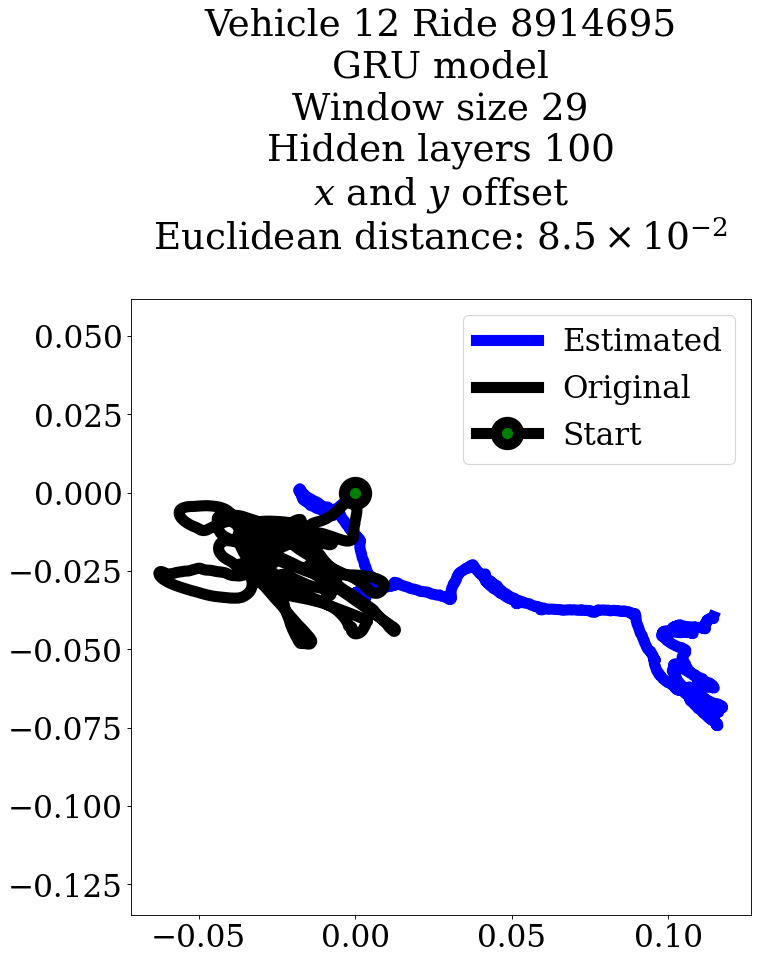 Vehicle 12 Ride 8914695
GRU model
Window size 29
Hidden layers 100
x and y offset
Euclidean distance: 8.5 × 10⁻²
Estimated
Original
Start
0.050
0.025
0.000
−0.025
−0.050
−0.075
−0.100
−0.125
−0.05 0.00 0.05 0.10